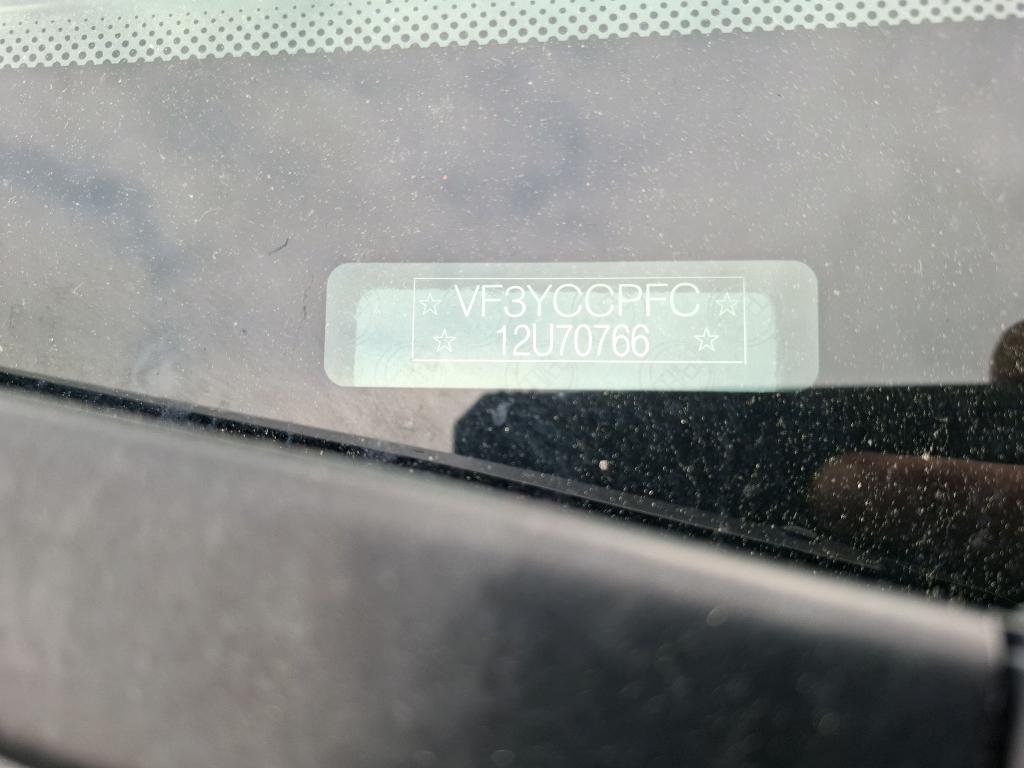 ☆ VF3YCCPFC ☆
☆ 12U70766 ☆